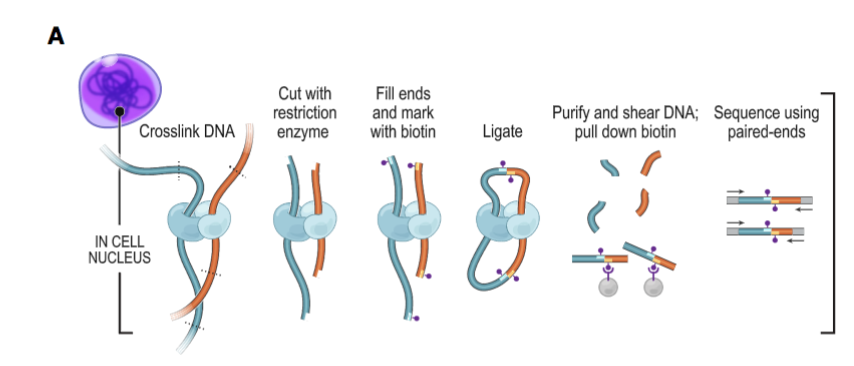 A
Crosslink DNA
IN CELL
NUCLEUS
Cut with
restriction
enzyme
Fill ends
and mark
with biotin
Ligate
Purify and shear DNA;
pull down biotin
Sequence using
paired-ends